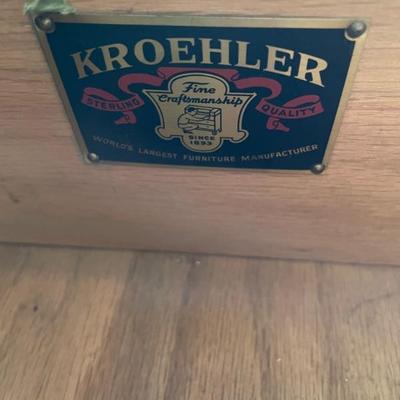 KROEHLER
Fine
Craftsmanship
STERLING
QUALITY
SINCE
1893
WORLD'S LARGEST FURNITURE MANUFACTURER